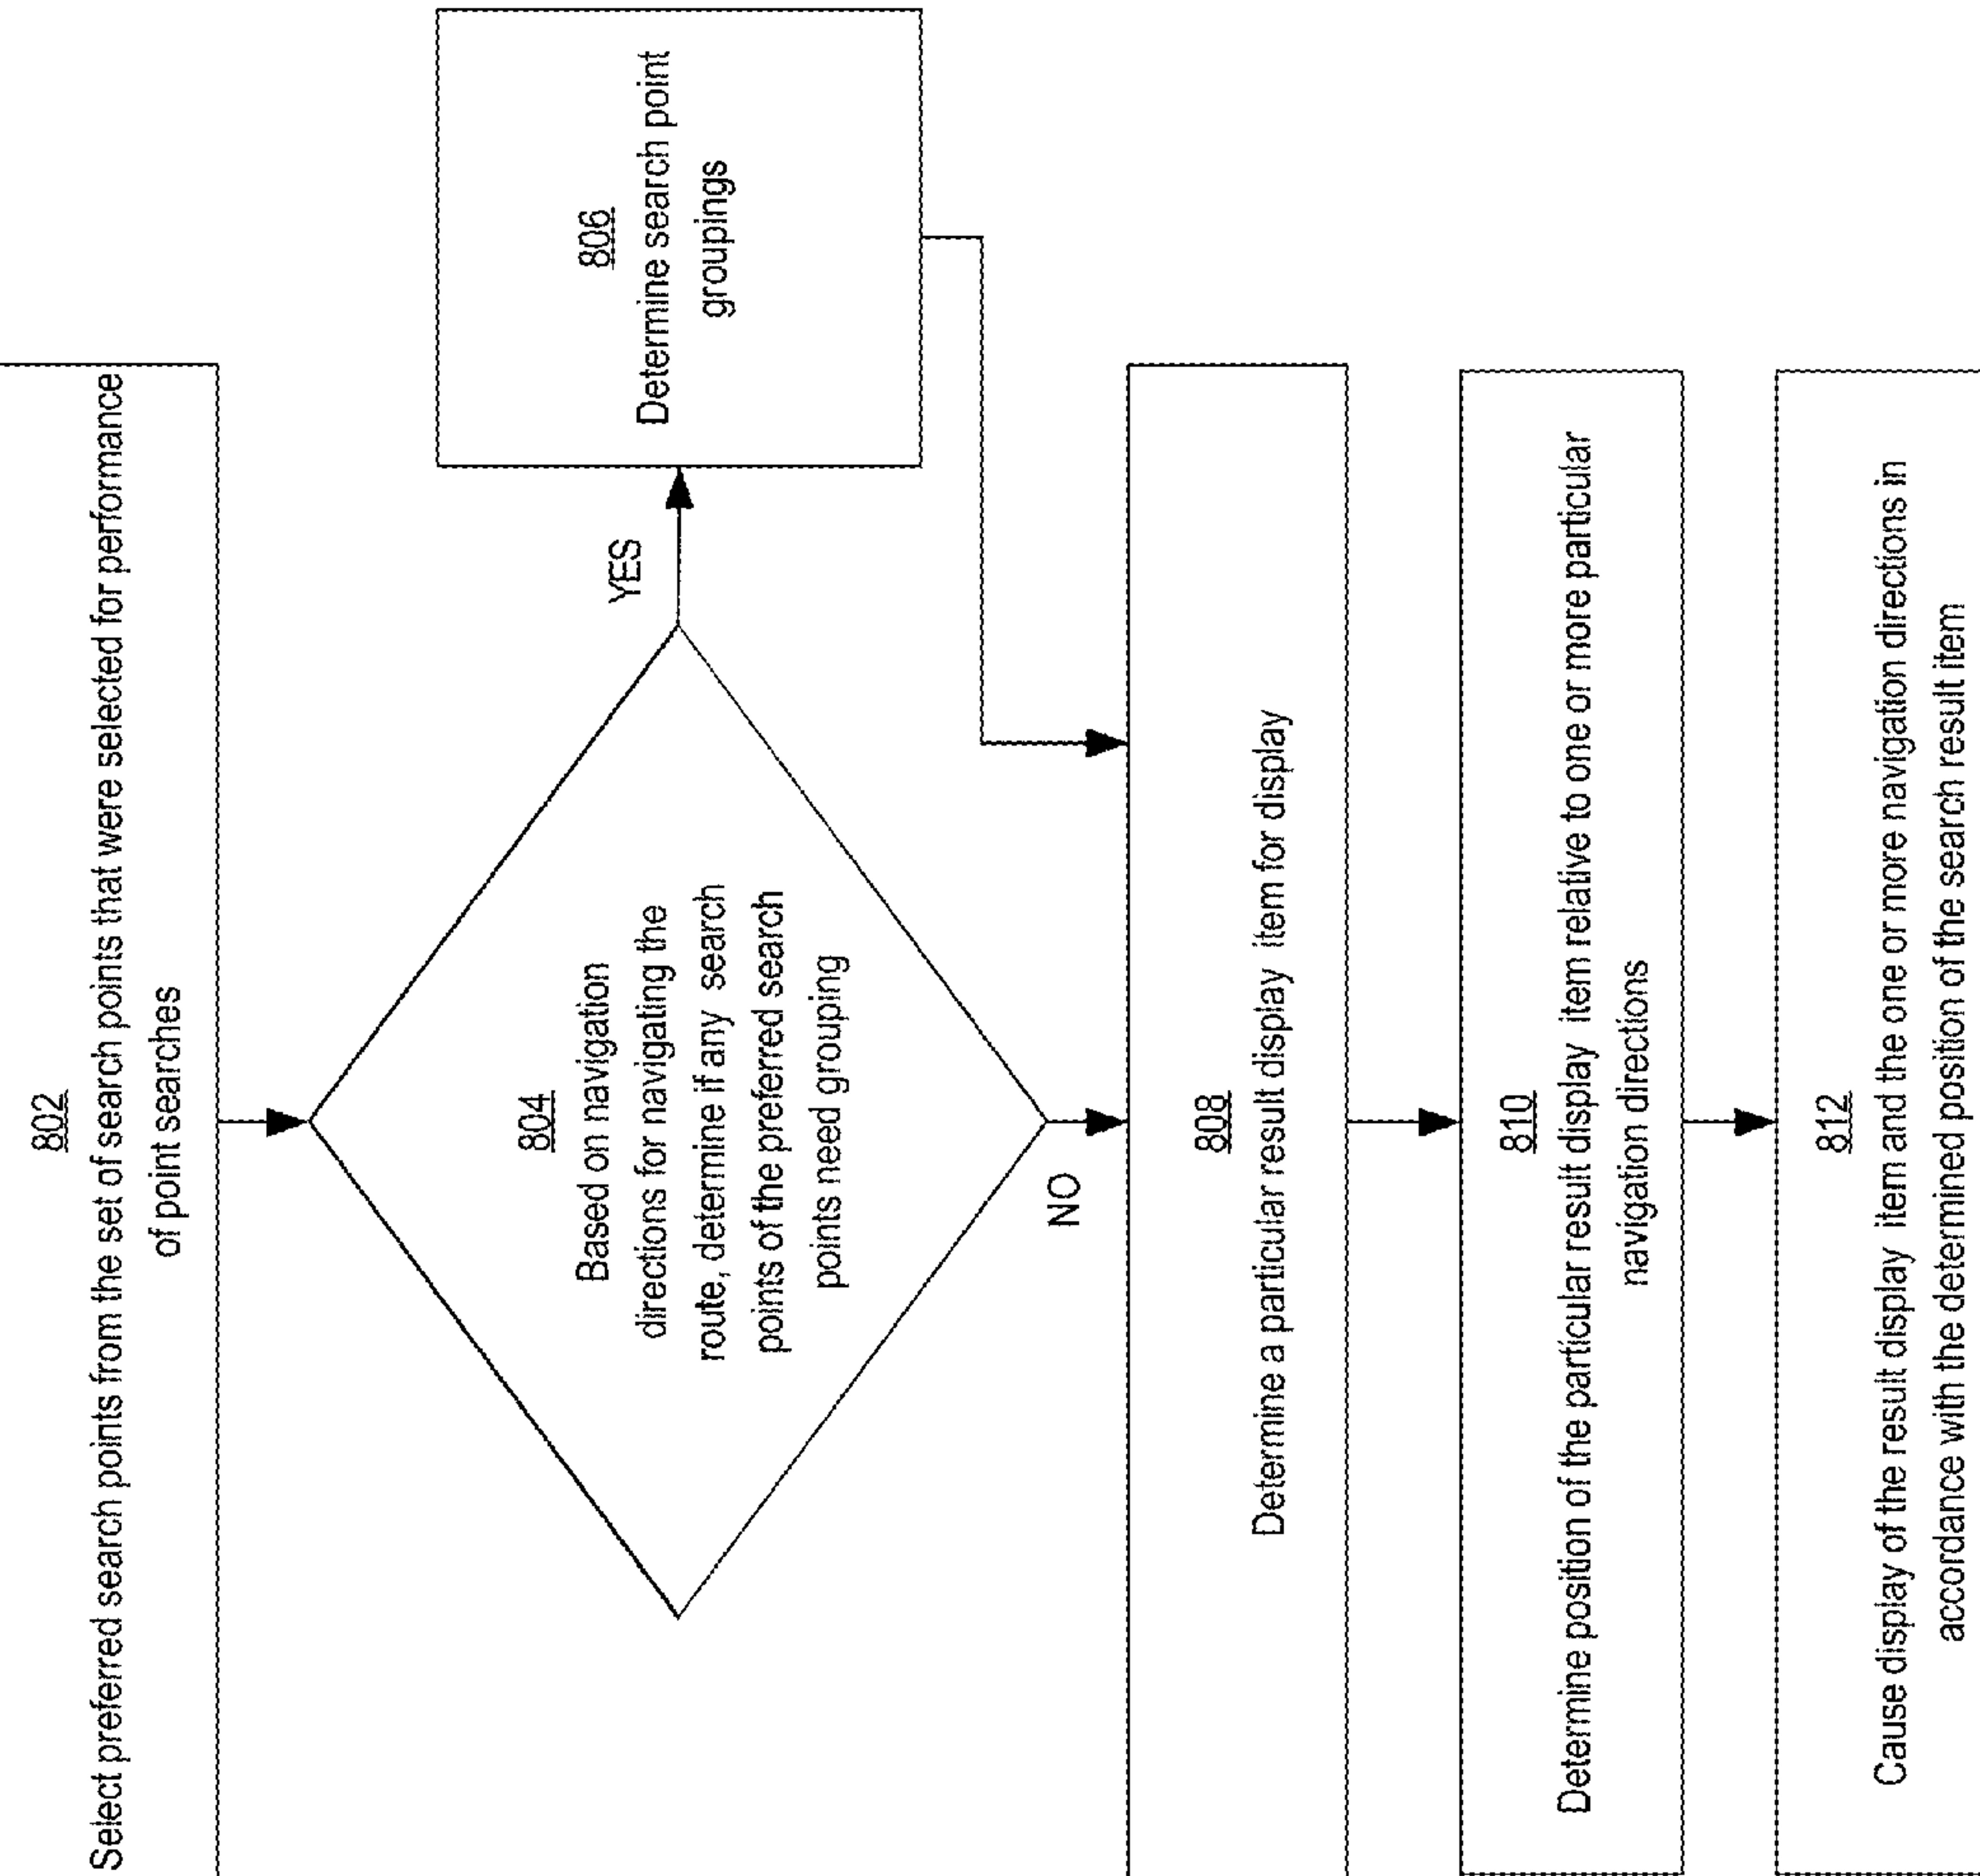 802
Select preferred search points from the set of search points that were selected for performance
of point searches
804
Based on navigation
directions for navigating the
route, determine if any search
points of the preferred search
points need grouping
YES
806
Determine search point
groupings
NO
808
Determine a particular result display item for display
810
Determine position of the particular result display item relative to one or more particular
navigation directions
812
Cause display of the result display item and the one or more navigation directions in
accordance with the determined position of the search result item